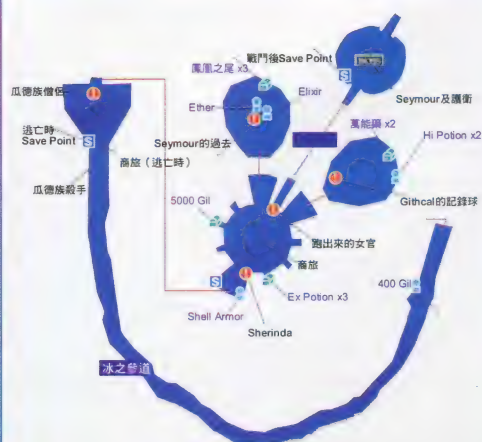 戰鬥後Save Point
鳳凰之尾 x3
瓜德族僧侶
Ether
Elixir
Seymour及護衛
萬能藥 x2
逃亡時
Save Point
Seymour的過去
Hi Potion x2
商旅（逃亡時）
瓜德族殺手
5000 Gil
Githcal的記錄球
跑出來的女官
商旅
400 Gil
Ex Potion x3
Shell Armor
Sherinda
冰之參道
S
S
S